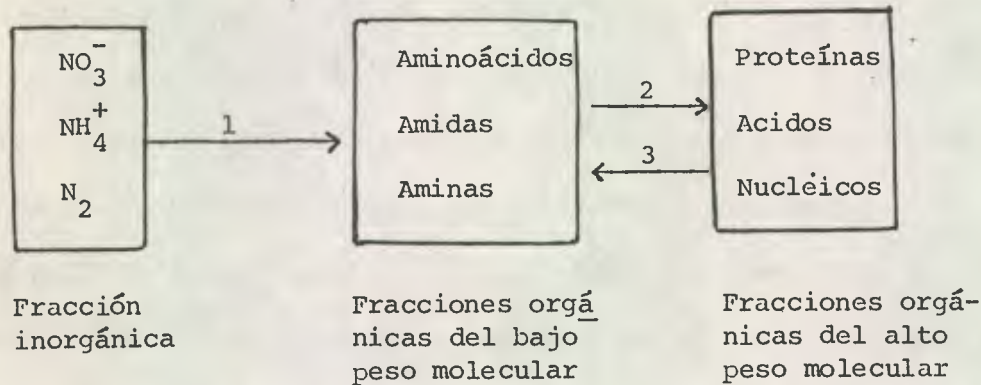 NO3-
NH4+
N2
1
Aminoácidos
Amidas
Aminas
2
3
Proteínas
Acidos
Nucléicos
Fracción
inorgánica
Fracciones orgá
nicas del bajo
peso molecular
Fracciones orgá-
nicas del alto
peso molecular